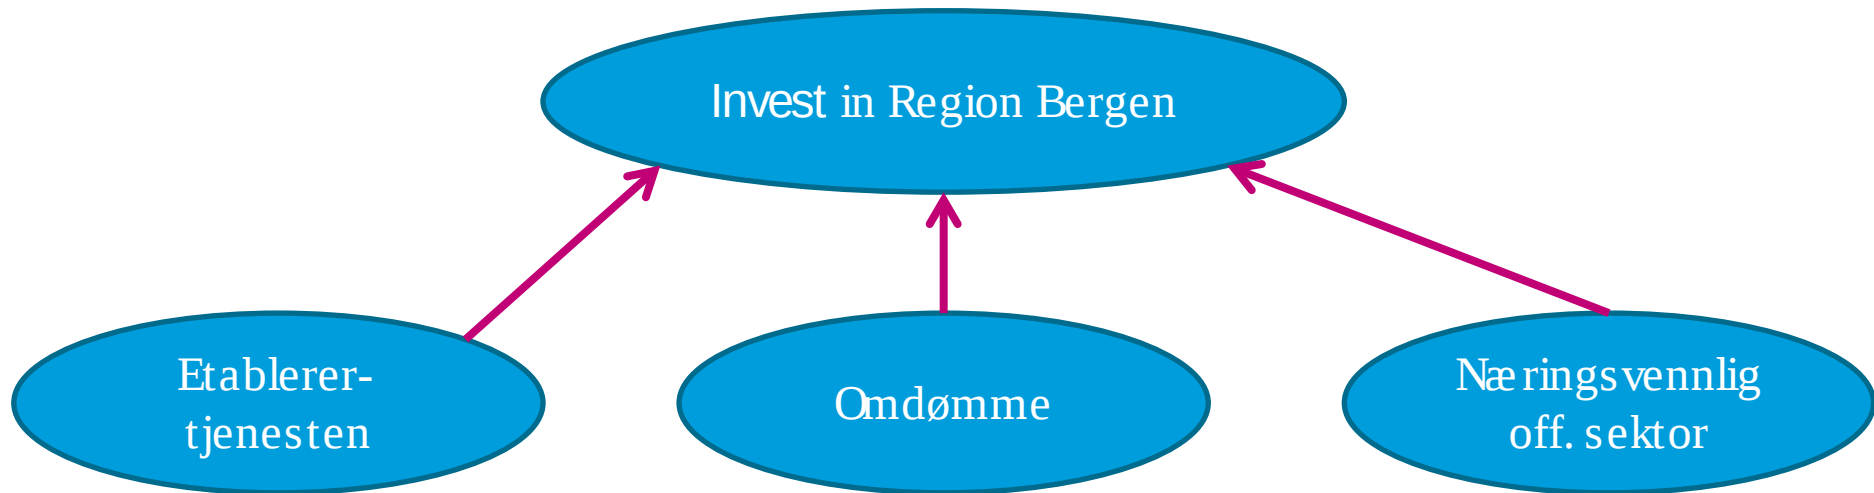 Invest in Region Bergen
Etablerer-
tjenesten
Omdømme
Næringsvennlig
off. sektor